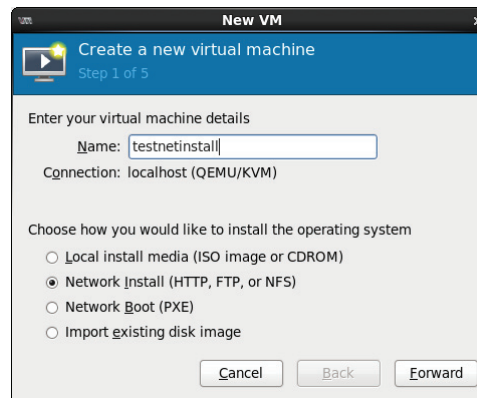 New VM
Create a new virtual machine
Step 1 of 5
Enter your virtual machine details
Name: testnetinstall
Connection: localhost (QEMU/KVM)
Choose how you would like to install the operating system
Local install media (ISO image or CDROM)
Network Install (HTTP, FTP, or NFS)
Network Boot (PXE)
Import existing disk image
Cancel Back Forward